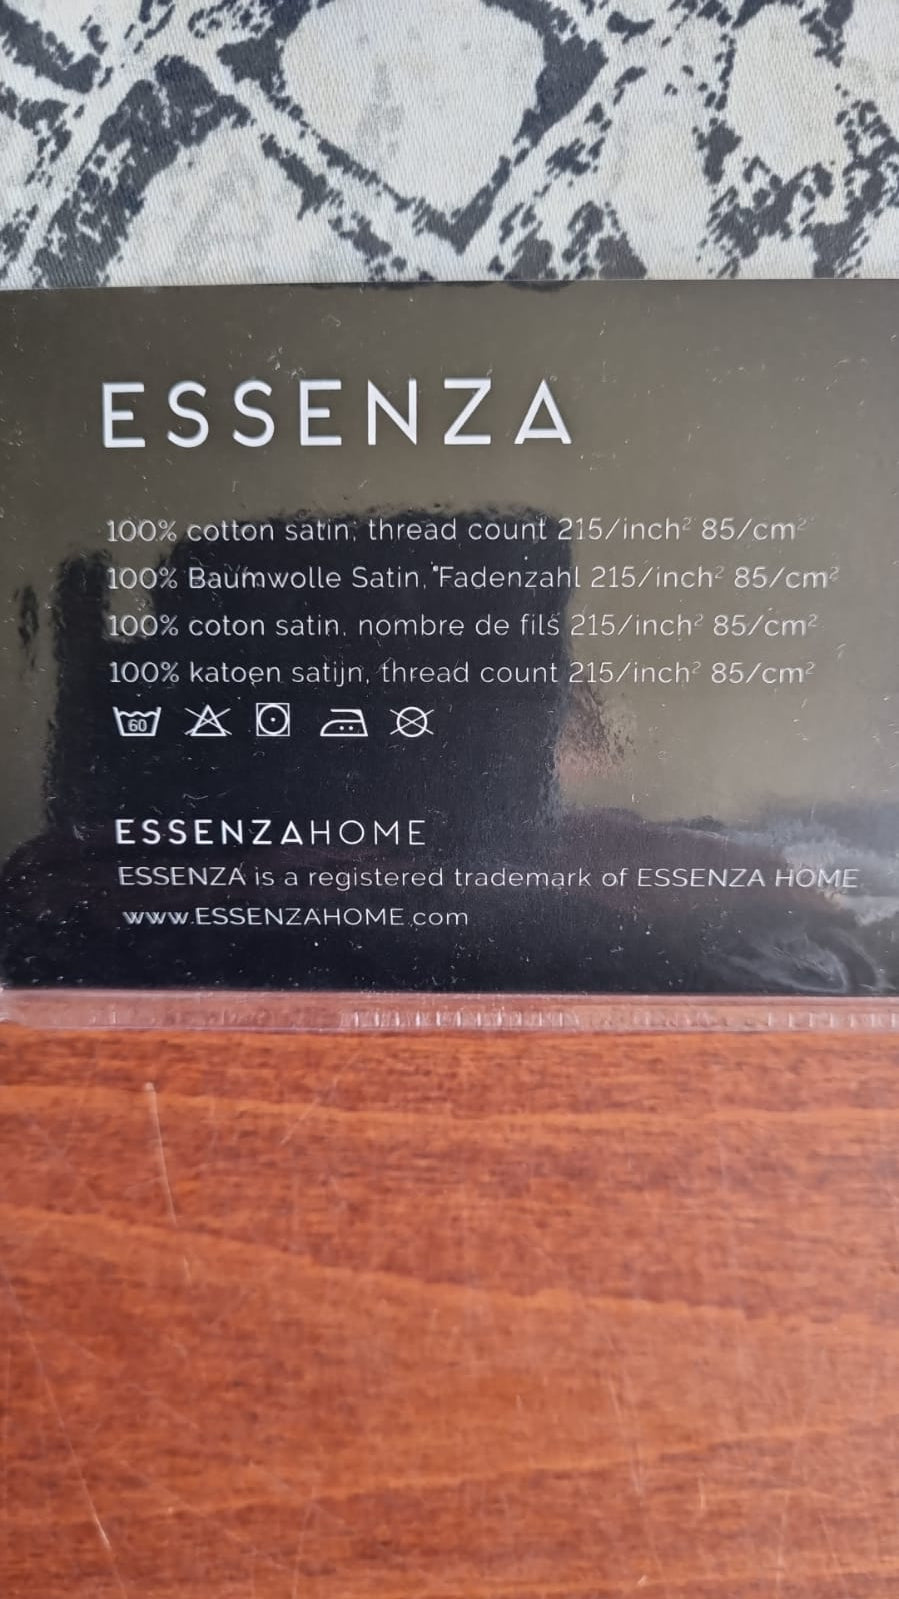 ESSENZA
100% cotton satin, thread count 215/inch² 85/cm²
100% Baumwolle Satin, Fadenzahl 215/inch² 85/cm²
100% coton satin, nombre de fils 215/inch² 85/cm²
100% katoen satijn, thread count 215/inch² 85/cm²
60
ESSENZAHOME
ESSENZA is a registered trademark of ESSENZA HOME
www.ESSENZAHOME.com